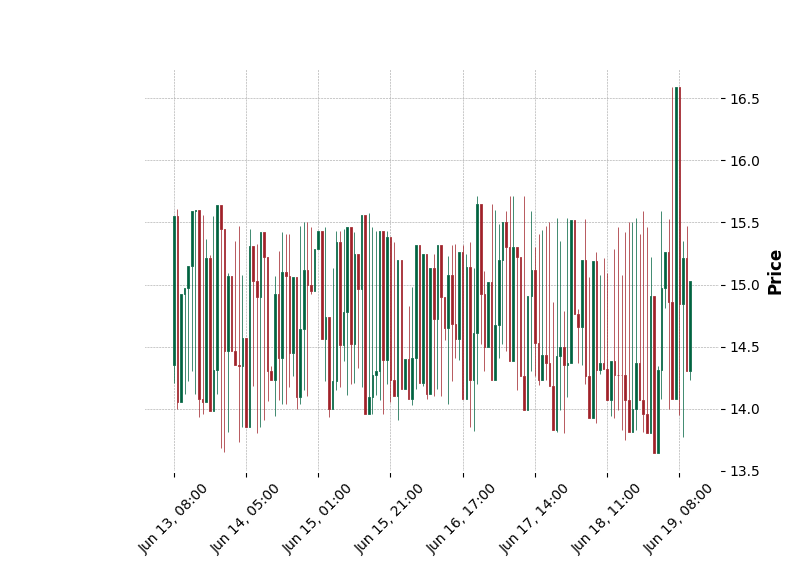 16.5
16.0
15.5
15.0
14.5
14.0
13.5
Price
Jun 13, 08:00
Jun 14, 05:00
Jun 15, 01:00
Jun 15, 21:00
Jun 16, 17:00
Jun 17, 14:00
Jun 18, 11:00
Jun 19, 08:00